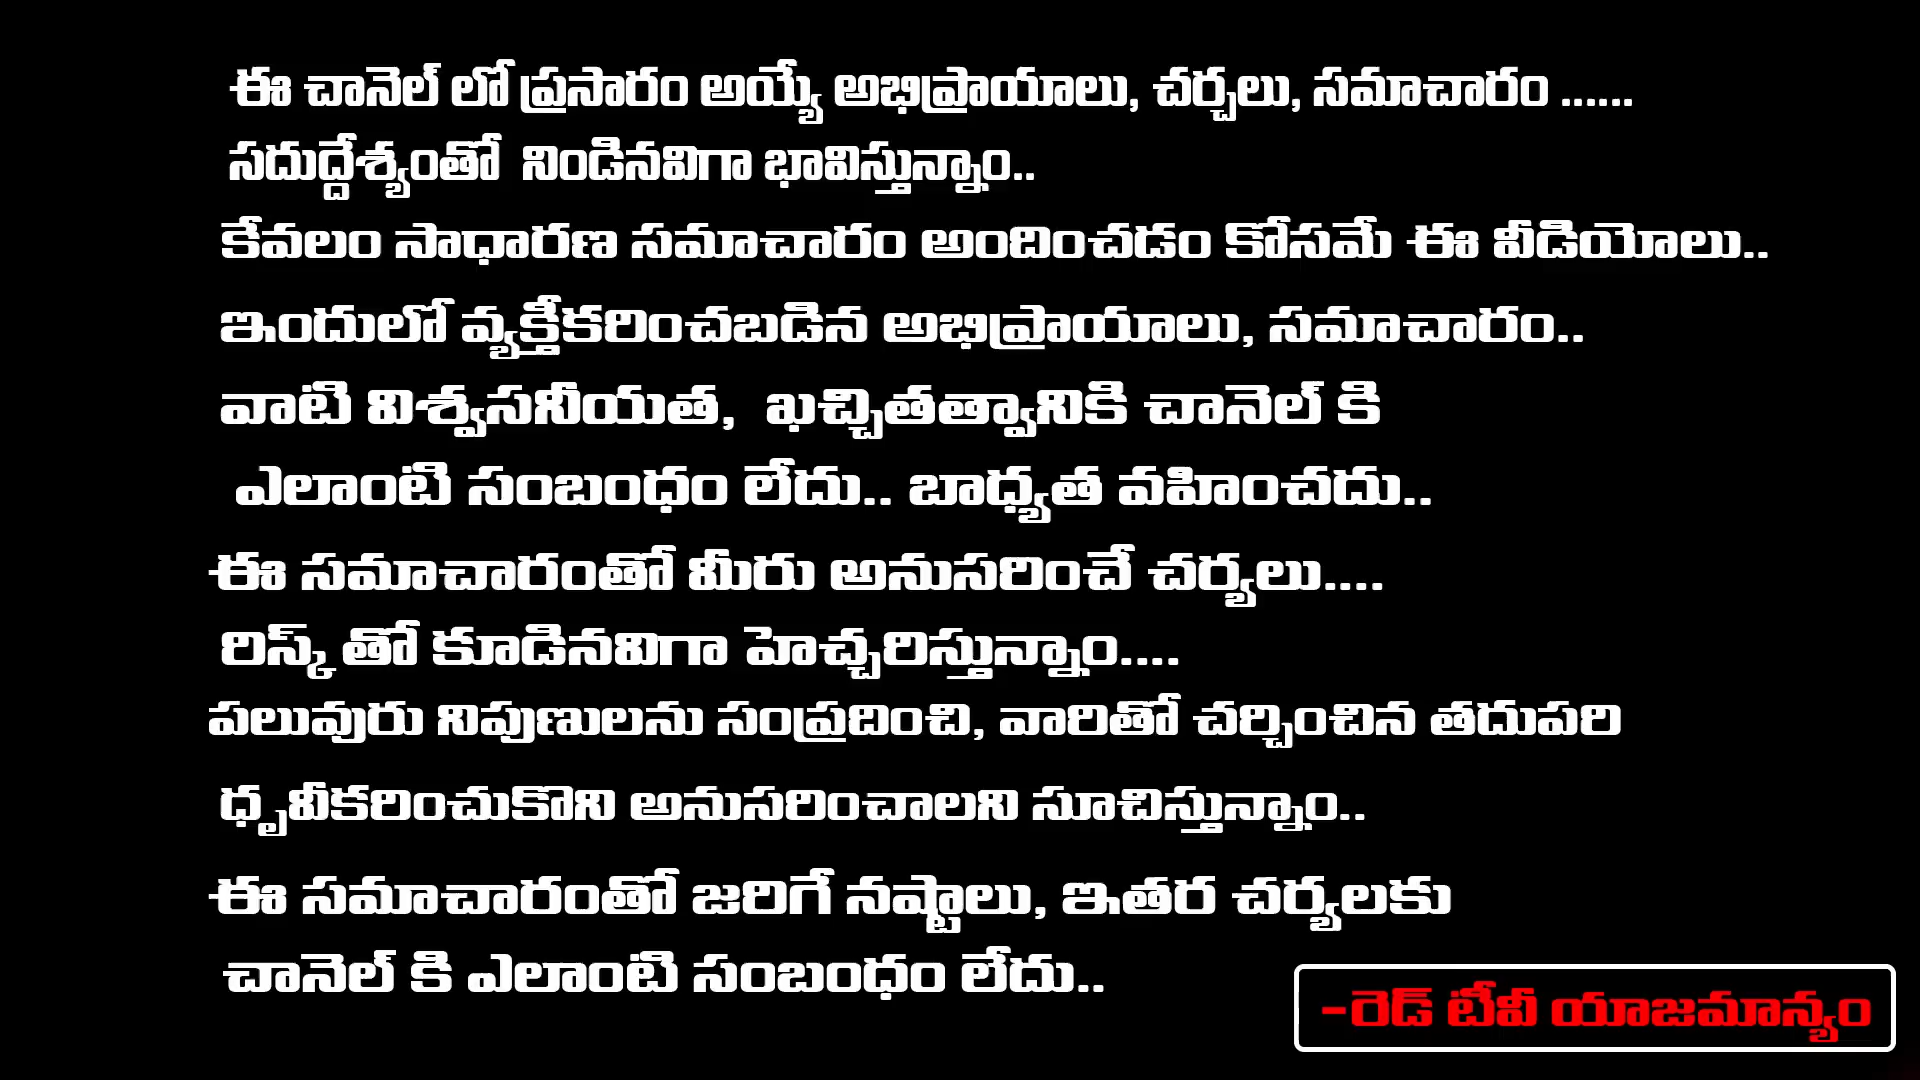 ఈ చానెల్ లో ప్రసారం అయ్యే అభిప్రాయాలు, చర్చలు, సమాచారం ......
సదుద్దేశ్యంతో నిండినవిగా భావిస్తున్నాం..
కేవలం సాధారణ సమాచారం అందించడం కోసమే ఈ వీడియోలు..
ఇందులో వ్యక్తీకరించబడిన అభిప్రాయాలు, సమాచారం..
వాటి విశ్వసనీయత, ఖచ్చితత్వానికి చానెల్ కి
ఎలాంటి సంబంధం లేదు.. బాధ్యత వహించదు..
ఈ సమాచారంతో మీరు అనుసరించే చర్యలు....
రిస్క్ తో కూడినవిగా హెచ్చరిస్తున్నాం....
పలువురు నిపుణులను సంప్రదించి, వారితో చర్చించిన తదుపరి
ధృవీకరించుకొని అనుసరించాలని సూచిస్తున్నాం..
ఈ సమాచారంతో జరిగే నష్టాలు, ఇతర చర్యలకు
చానెల్ కి ఎలాంటి సంబంధం లేదు..
-రెడ్ టీవీ యాజమాన్యం